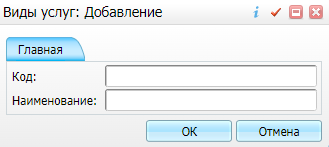 Виды услуг: Добавление
Главная
Код:
Наименование:
ОК
Отмена